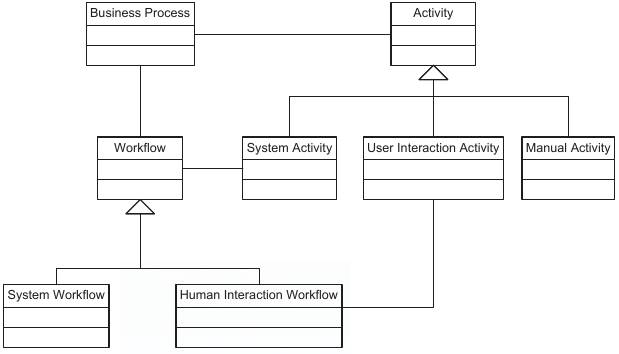 Business Process
Activity
Workflow
System Activity
User Interaction Activity
Manual Activity
System Workflow
Human Interaction Workflow